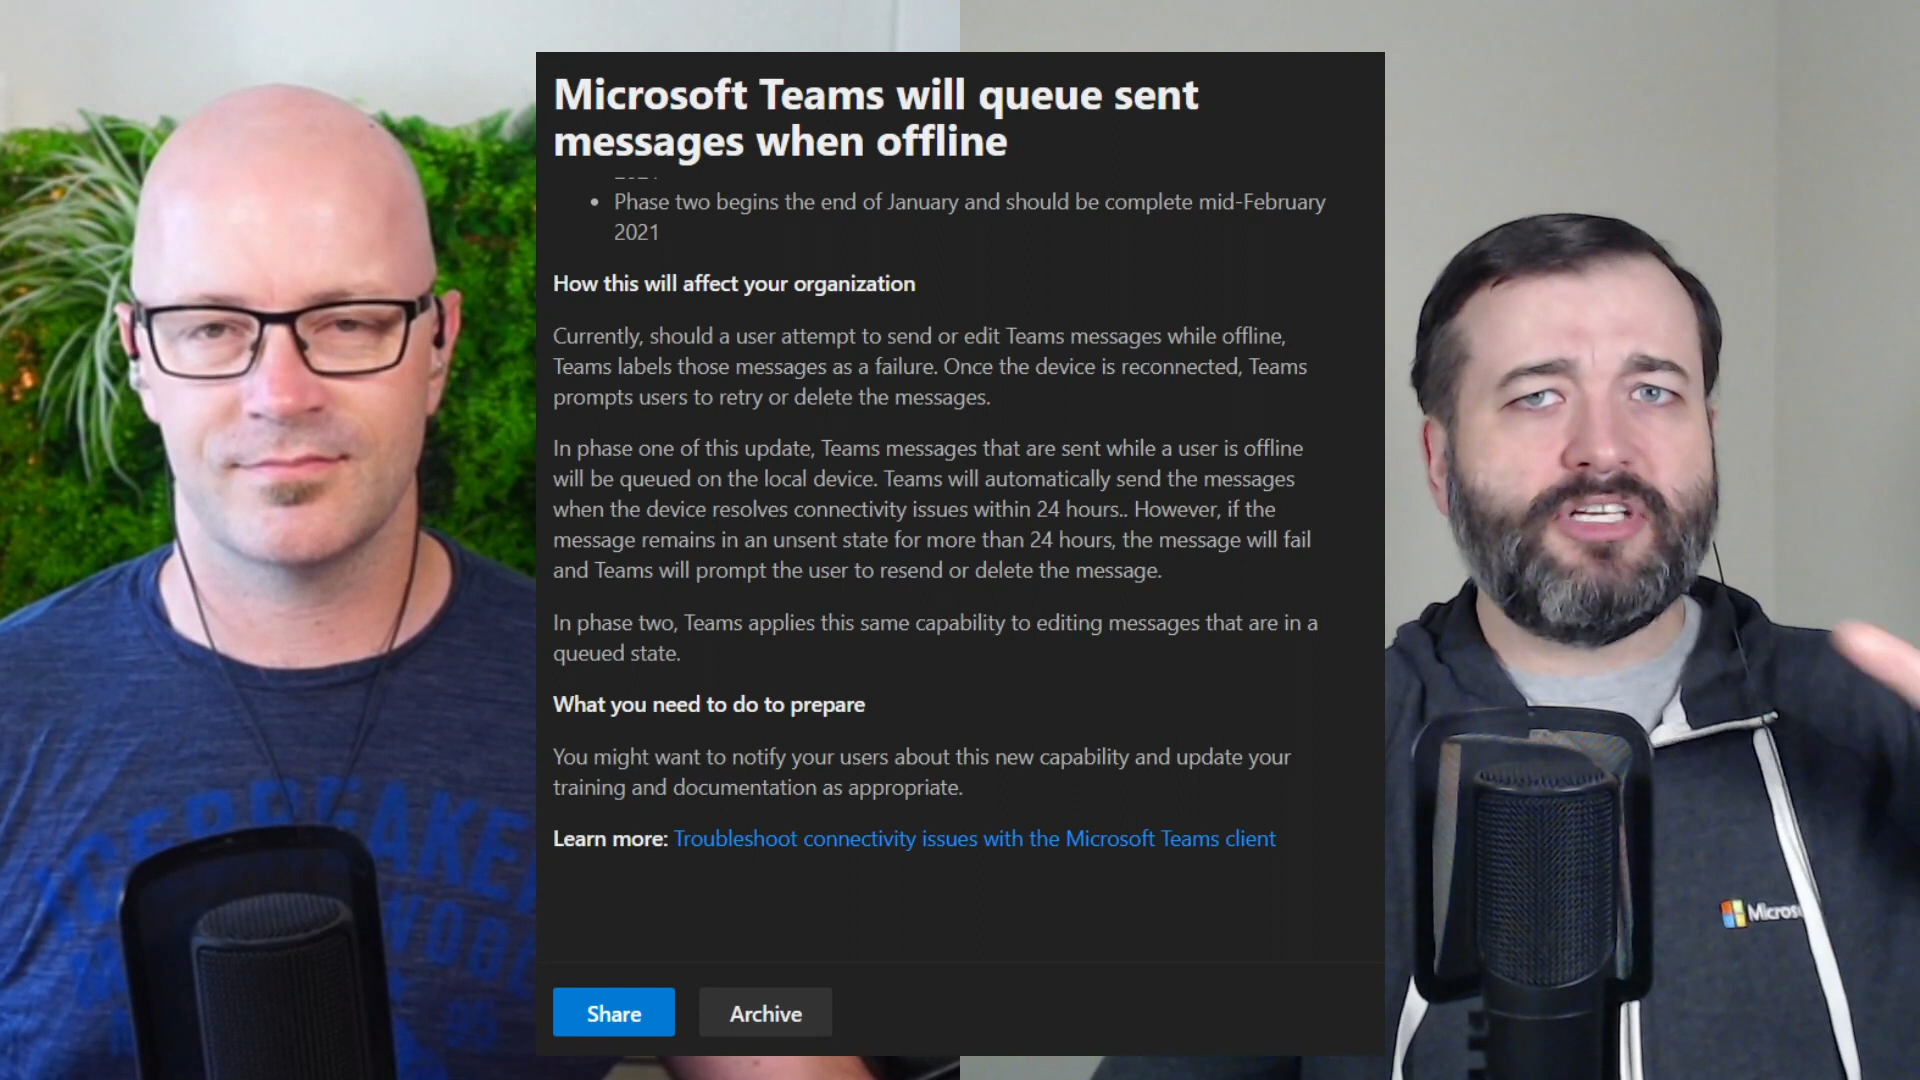 Microsoft Teams will queue sent
messages when offline
• Phase two begins the end of January and should be complete mid-February
2021
How this will affect your organization
Currently, should a user attempt to send or edit Teams messages while offline,
Teams labels those messages as a failure. Once the device is reconnected, Teams
prompts users to retry or delete the messages.
In phase one of this update, Teams messages that are sent while a user is offline
will be queued on the local device. Teams will automatically send the messages
when the device resolves connectivity issues within 24 hours.. However, if the
message remains in an unsent state for more than 24 hours, the message will fail
and Teams will prompt the user to resend or delete the message.
In phase two, Teams applies this same capability to editing messages that are in a
queued state.
What you need to do to prepare
You might want to notify your users about this new capability and update your
training and documentation as appropriate.
Learn more: Troubleshoot connectivity issues with the Microsoft Teams client
Share Archive
Micros